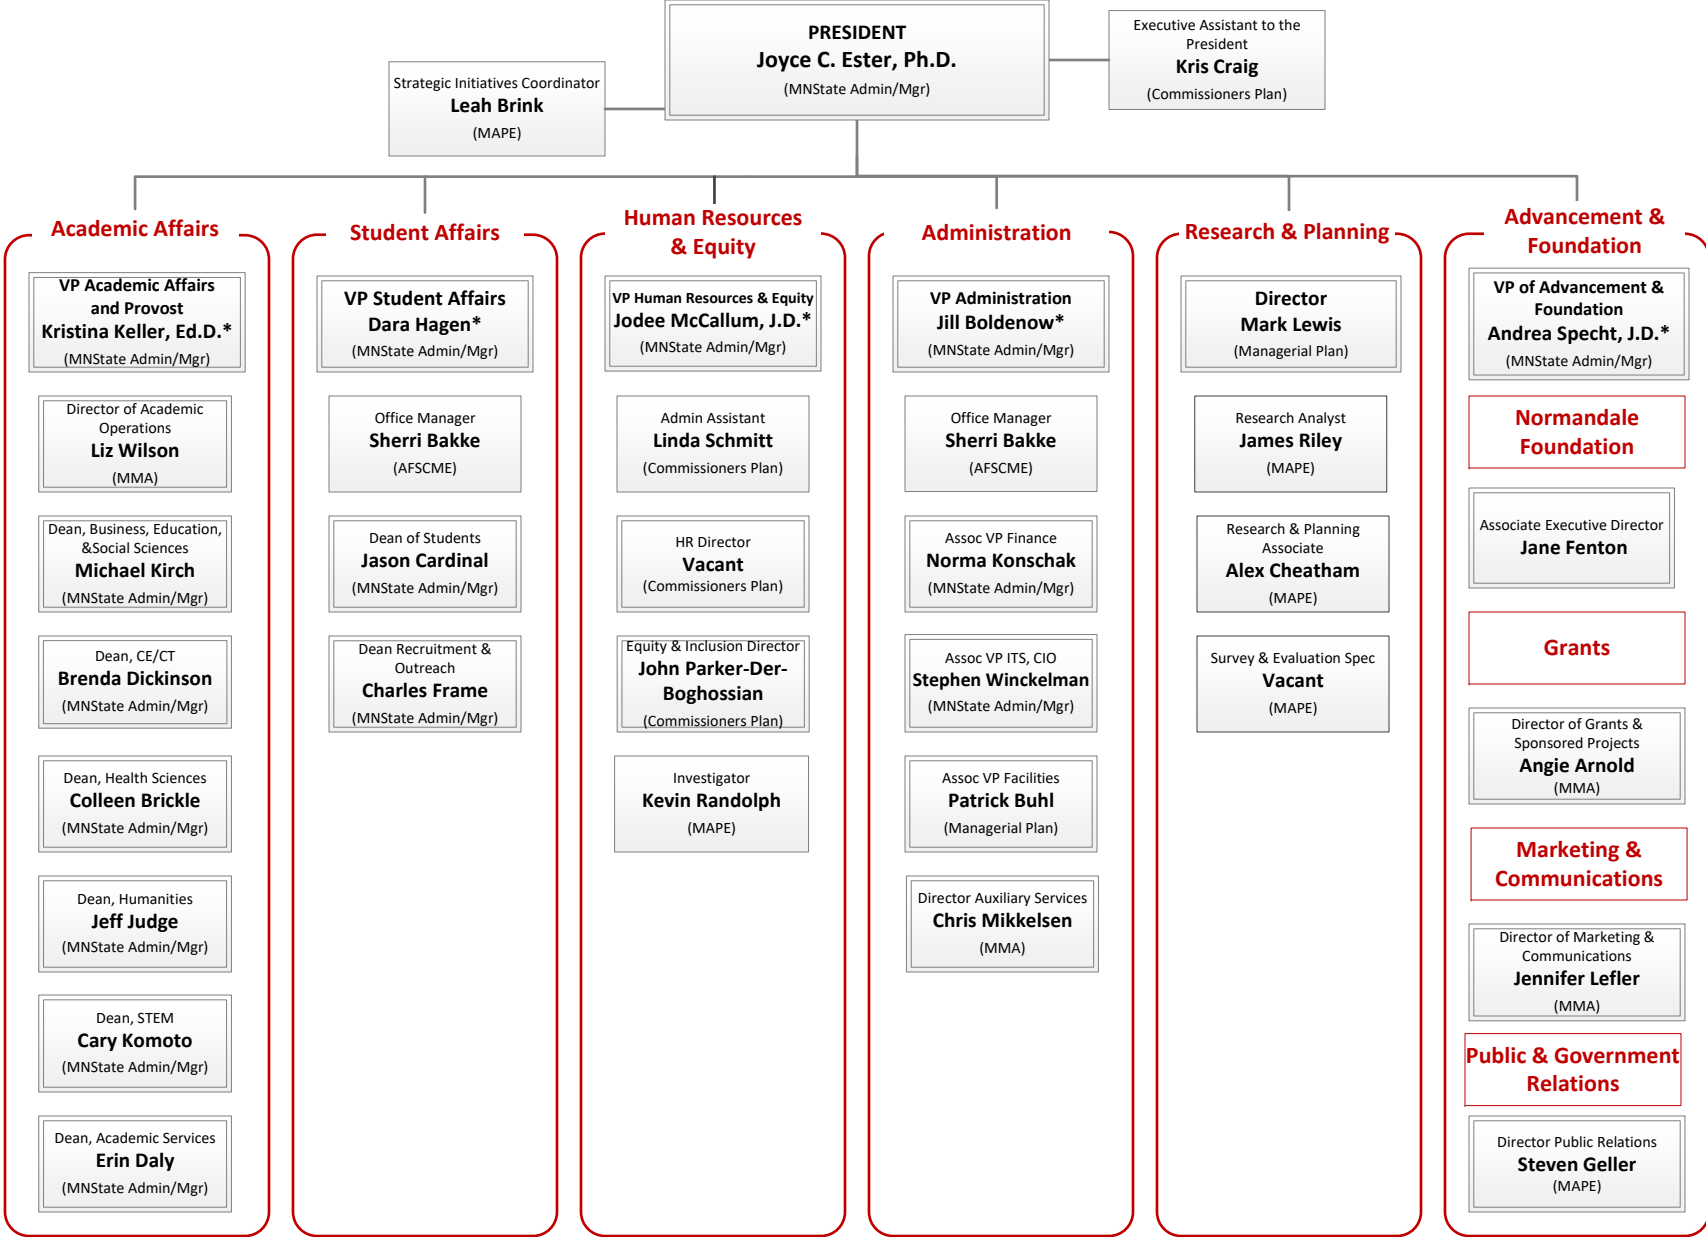 PRESIDENT
Joyce C. Ester, Ph.D.
(MNState Admin/Mgr)
Executive Assistant to the
President
Kris Craig
(Commissioners Plan)
Strategic Initiatives Coordinator
Leah Brink
(MAPE)
Academic Affairs
VP Academic Affairs
and Provost
Kristina Keller, Ed.D.*
(MNState Admin/Mgr)
Director of Academic
Operations
Liz Wilson
(MMA)
Dean, Business, Education,
&Social Sciences
Michael Kirch
(MNState Admin/Mgr)
Dean, CE/CT
Brenda Dickinson
(MNState Admin/Mgr)
Dean, Health Sciences
Colleen Brickle
(MNState Admin/Mgr)
Dean, Humanities
Jeff Judge
(MNState Admin/Mgr)
Dean, STEM
Cary Komoto
(MNState Admin/Mgr)
Dean, Academic Services
Erin Daly
(MNState Admin/Mgr)
Student Affairs
VP Student Affairs
Dara Hagen*
(MNState Admin/Mgr)
Office Manager
Sherri Bakke
(AFSCME)
Dean of Students
Jason Cardinal
(MNState Admin/Mgr)
Dean Recruitment &
Outreach
Charles Frame
(MNState Admin/Mgr)
Human Resources
& Equity
VP Human Resources & Equity
Jodee McCallum, J.D.*
(MNState Admin/Mgr)
Admin Assistant
Linda Schmitt
(Commissioners Plan)
HR Director
Vacant
(Commissioners Plan)
Equity & Inclusion Director
John Parker-Der-
Boghossian
(Commissioners Plan)
Investigator
Kevin Randolph
(MAPE)
Administration
VP Administration
Jill Boldenow*
(MNState Admin/Mgr)
Office Manager
Sherri Bakke
(AFSCME)
Assoc VP Finance
Norma Konschak
(MNState Admin/Mgr)
Assoc VP ITS, CIO
Stephen Winckelman
(MNState Admin/Mgr)
Assoc VP Facilities
Patrick Buhl
(Managerial Plan)
Director Auxiliary Services
Chris Mikkelsen
(MMA)
Research & Planning
Director
Mark Lewis
(Managerial Plan)
Research Analyst
James Riley
(MAPE)
Research & Planning
Associate
Alex Cheatham
(MAPE)
Survey & Evaluation Spec
Vacant
(MAPE)
Advancement &
Foundation
VP of Advancement &
Foundation
Andrea Specht, J.D.*
(MNState Admin/Mgr)
Normandale
Foundation
Associate Executive Director
Jane Fenton
Grants
Director of Grants &
Sponsored Projects
Angie Arnold
(MMA)
Marketing &
Communications
Director of Marketing &
Communications
Jennifer Lefler
(MMA)
Public & Government
Relations
Director Public Relations
Steven Geller
(MAPE)